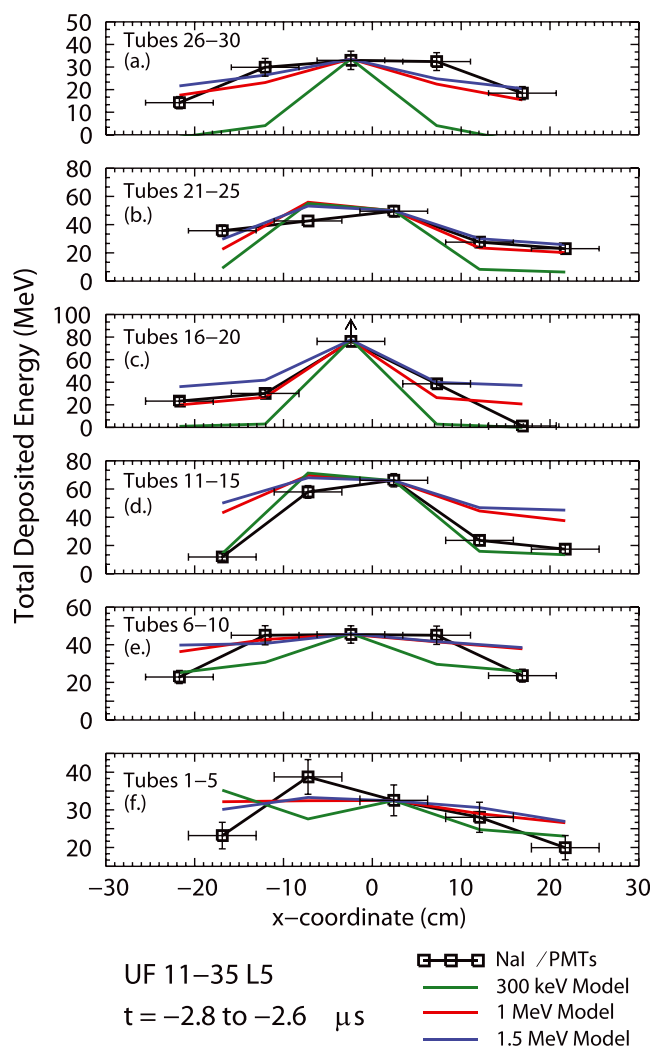 50
40
30
20
10
0
Tubes 26−30
(a.)
80
60
40
20
0
Tubes 21−25
(b.)
100
80
60
40
20
0
Tubes 16−20
(c.)
80
60
40
20
0
Tubes 11−15
(d.)
60
40
20
0
Tubes 6−10
(e.)
40
30
20
Tubes 1−5
(f.)
Total Deposited Energy (MeV)
−30 −20 −10 0 10 20 30
x−coordinate (cm)
UF 11−35 L5
t = −2.8 to −2.6 μs
NaI /PMTs
300 keV Model
1 MeV Model
1.5 MeV Model